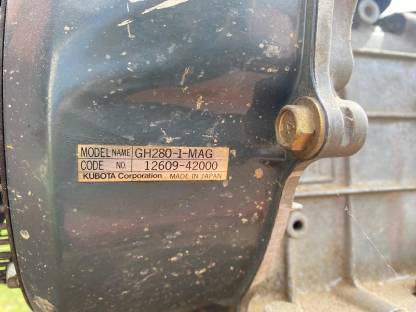 MODEL NAME GH280-1-MAG
CODE NO. 12609-42000
KUBOTA Corporation MADE IN JAPAN